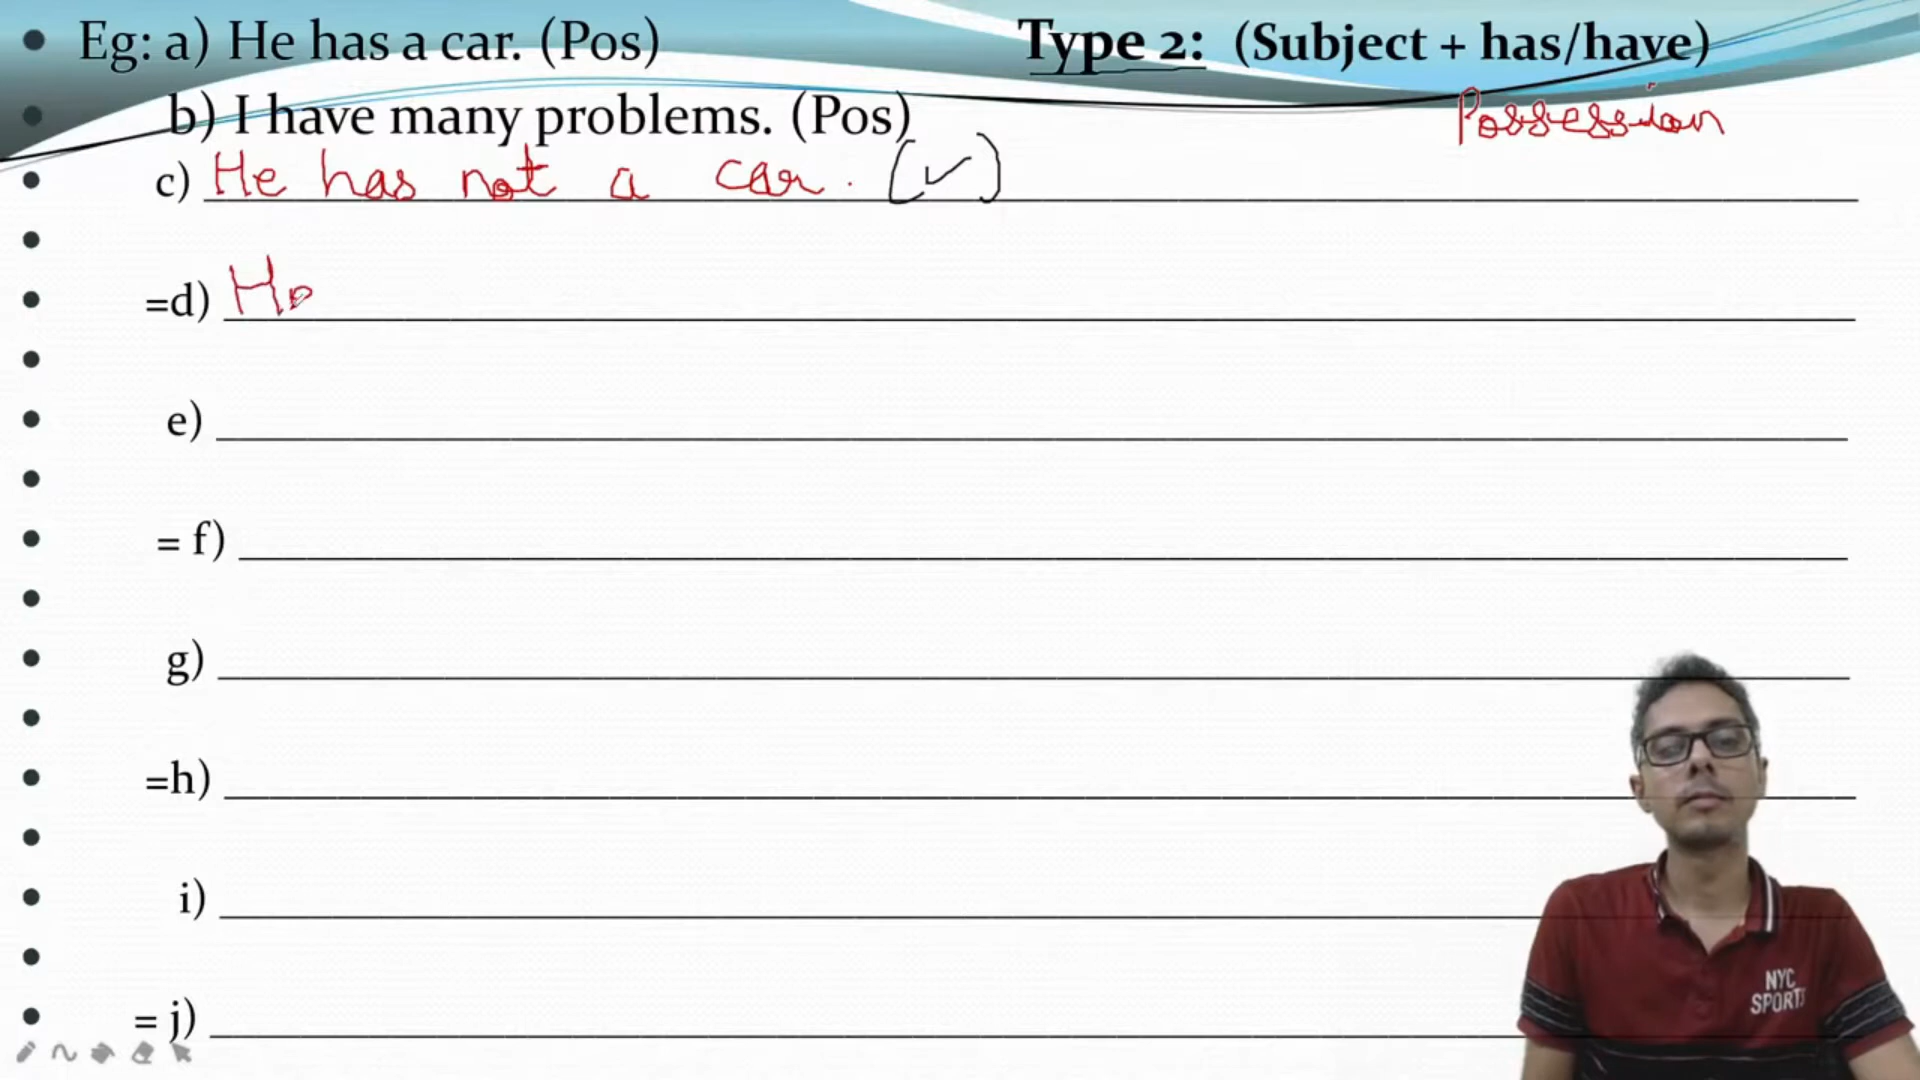 Eg: a) He has a car. (Pos)
Type 2: (Subject + has/have)
b) I have many problems. (Pos)
Possession
c) He has not a car. (✓)
=d) He
e)
= f)
g)
=h)
i)
= j)
NYC
SPORTS